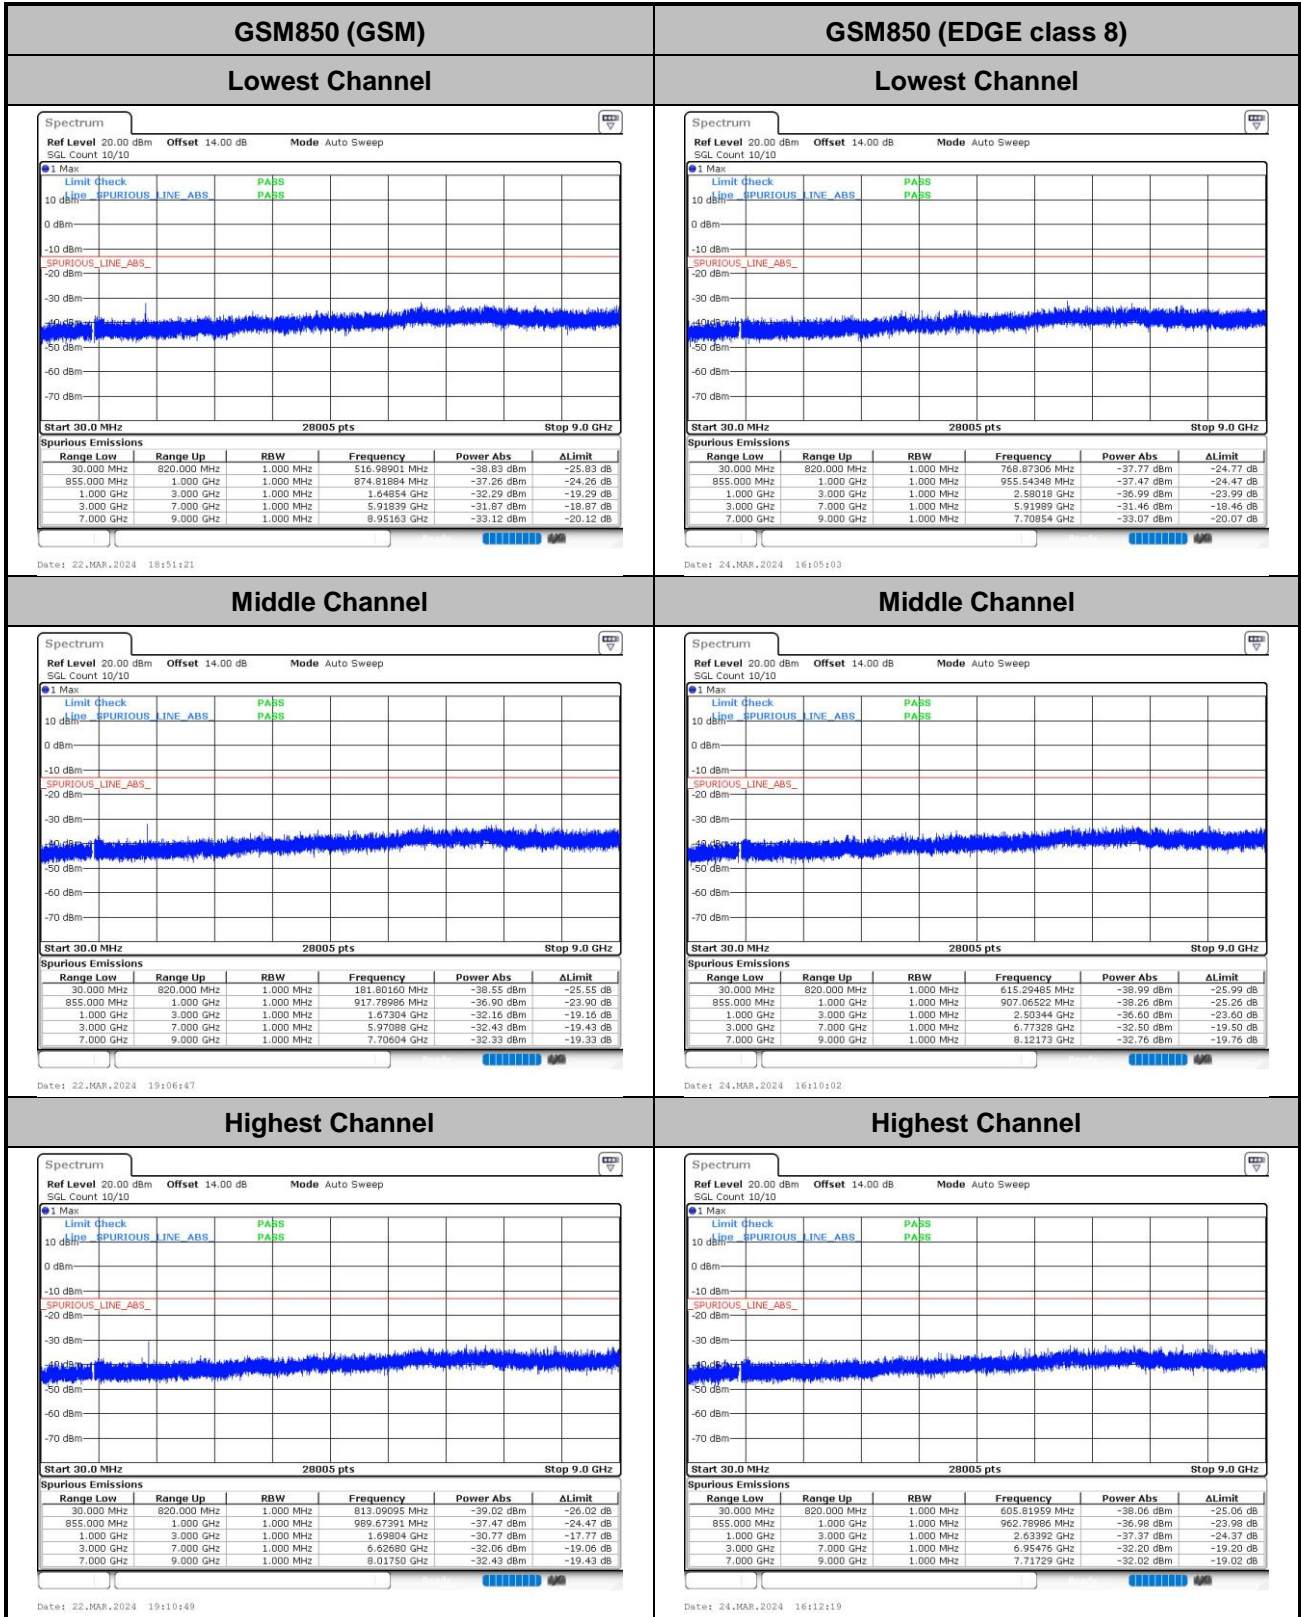 GSM850 (GSM) GSM850 (EDGE class 8)
Lowest Channel Lowest Channel
Spectrum
Ref Level 20.00 dBm Offset 14.00 dB Mode Auto Sweep
SGL Count 10/10
1 Max
Limit Check PASS
10 dBm Line _SPURIOUS_LINE_ABS_ PASS
0 dBm
-10 dBm
_SPURIOUS_LINE_ABS_
-20 dBm
-30 dBm
-40 dBm
-50 dBm
-60 dBm
-70 dBm
Start 30.0 MHz 28005 pts Stop 9.0 GHz
Spurious Emissions
Range Low Range Up RBW Frequency Power Abs ΔLimit
30.000 MHz 820.000 MHz 1.000 MHz 516.98901 MHz -38.83 dBm -25.83 dB
855.000 MHz 1.000 GHz 1.000 MHz 874.81884 MHz -37.26 dBm -24.26 dB
1.000 GHz 3.000 GHz 1.000 MHz 1.64854 GHz -32.29 dBm -19.29 dB
3.000 GHz 7.000 GHz 1.000 MHz 5.91839 GHz -31.87 dBm -18.87 dB
7.000 GHz 9.000 GHz 1.000 MHz 8.95163 GHz -33.12 dBm -20.12 dB
Date: 22.MAR.2024 18:51:21
Spectrum
Ref Level 20.00 dBm Offset 14.00 dB Mode Auto Sweep
SGL Count 10/10
1 Max
Limit Check PASS
10 dBm Line _SPURIOUS_LINE_ABS_ PASS
0 dBm
-10 dBm
_SPURIOUS_LINE_ABS_
-20 dBm
-30 dBm
-40 dBm
-50 dBm
-60 dBm
-70 dBm
Start 30.0 MHz 28005 pts Stop 9.0 GHz
Spurious Emissions
Range Low Range Up RBW Frequency Power Abs ΔLimit
30.000 MHz 820.000 MHz 1.000 MHz 768.87306 MHz -37.77 dBm -24.77 dB
855.000 MHz 1.000 GHz 1.000 MHz 955.54348 MHz -37.47 dBm -24.47 dB
1.000 GHz 3.000 GHz 1.000 MHz 2.58018 GHz -36.99 dBm -23.99 dB
3.000 GHz 7.000 GHz 1.000 MHz 5.91989 GHz -31.46 dBm -18.46 dB
7.000 GHz 9.000 GHz 1.000 MHz 7.70854 GHz -33.07 dBm -20.07 dB
Date: 24.MAR.2024 16:05:03
Middle Channel Middle Channel
Spectrum
Ref Level 20.00 dBm Offset 14.00 dB Mode Auto Sweep
SGL Count 10/10
1 Max
Limit Check PASS
10 dBm Line _SPURIOUS_LINE_ABS_ PASS
0 dBm
-10 dBm
_SPURIOUS_LINE_ABS_
-20 dBm
-30 dBm
-40 dBm
-50 dBm
-60 dBm
-70 dBm
Start 30.0 MHz 28005 pts Stop 9.0 GHz
Spurious Emissions
Range Low Range Up RBW Frequency Power Abs ΔLimit
30.000 MHz 820.000 MHz 1.000 MHz 181.80160 MHz -38.55 dBm -25.55 dB
855.000 MHz 1.000 GHz 1.000 MHz 917.78986 MHz -36.90 dBm -23.90 dB
1.000 GHz 3.000 GHz 1.000 MHz 1.67304 GHz -32.16 dBm -19.16 dB
3.000 GHz 7.000 GHz 1.000 MHz 5.97088 GHz -32.43 dBm -19.43 dB
7.000 GHz 9.000 GHz 1.000 MHz 7.70604 GHz -32.33 dBm -19.33 dB
Date: 22.MAR.2024 19:06:47
Spectrum
Ref Level 20.00 dBm Offset 14.00 dB Mode Auto Sweep
SGL Count 10/10
1 Max
Limit Check PASS
10 dBm Line _SPURIOUS_LINE_ABS_ PASS
0 dBm
-10 dBm
_SPURIOUS_LINE_ABS_
-20 dBm
-30 dBm
-40 dBm
-50 dBm
-60 dBm
-70 dBm
Start 30.0 MHz 28005 pts Stop 9.0 GHz
Spurious Emissions
Range Low Range Up RBW Frequency Power Abs ΔLimit
30.000 MHz 820.000 MHz 1.000 MHz 615.29485 MHz -38.99 dBm -25.99 dB
855.000 MHz 1.000 GHz 1.000 MHz 907.06522 MHz -38.26 dBm -25.26 dB
1.000 GHz 3.000 GHz 1.000 MHz 2.50344 GHz -36.60 dBm -23.60 dB
3.000 GHz 7.000 GHz 1.000 MHz 6.77328 GHz -32.50 dBm -19.50 dB
7.000 GHz 9.000 GHz 1.000 MHz 8.12173 GHz -32.76 dBm -19.76 dB
Date: 24.MAR.2024 16:10:02
Highest Channel Highest Channel
Spectrum
Ref Level 20.00 dBm Offset 14.00 dB Mode Auto Sweep
SGL Count 10/10
1 Max
Limit Check PASS
10 dBm Line _SPURIOUS_LINE_ABS_ PASS
0 dBm
-10 dBm
_SPURIOUS_LINE_ABS_
-20 dBm
-30 dBm
-40 dBm
-50 dBm
-60 dBm
-70 dBm
Start 30.0 MHz 28005 pts Stop 9.0 GHz
Spurious Emissions
Range Low Range Up RBW Frequency Power Abs ΔLimit
30.000 MHz 820.000 MHz 1.000 MHz 813.09095 MHz -39.02 dBm -26.02 dB
855.000 MHz 1.000 GHz 1.000 MHz 989.67391 MHz -37.47 dBm -24.47 dB
1.000 GHz 3.000 GHz 1.000 MHz 1.69804 GHz -30.77 dBm -17.77 dB
3.000 GHz 7.000 GHz 1.000 MHz 6.62680 GHz -32.06 dBm -19.06 dB
7.000 GHz 9.000 GHz 1.000 MHz 8.01750 GHz -32.43 dBm -19.43 dB
Date: 22.MAR.2024 19:10:49
Spectrum
Ref Level 20.00 dBm Offset 14.00 dB Mode Auto Sweep
SGL Count 10/10
1 Max
Limit Check PASS
10 dBm Line _SPURIOUS_LINE_ABS_ PASS
0 dBm
-10 dBm
_SPURIOUS_LINE_ABS_
-20 dBm
-30 dBm
-40 dBm
-50 dBm
-60 dBm
-70 dBm
Start 30.0 MHz 28005 pts Stop 9.0 GHz
Spurious Emissions
Range Low Range Up RBW Frequency Power Abs ΔLimit
30.000 MHz 820.000 MHz 1.000 MHz 605.81959 MHz -38.06 dBm -25.06 dB
855.000 MHz 1.000 GHz 1.000 MHz 962.78986 MHz -36.98 dBm -23.98 dB
1.000 GHz 3.000 GHz 1.000 MHz 2.63392 GHz -37.37 dBm -24.37 dB
3.000 GHz 7.000 GHz 1.000 MHz 6.95476 GHz -32.20 dBm -19.20 dB
7.000 GHz 9.000 GHz 1.000 MHz 7.71729 GHz -32.02 dBm -19.02 dB
Date: 24.MAR.2024 16:12:19